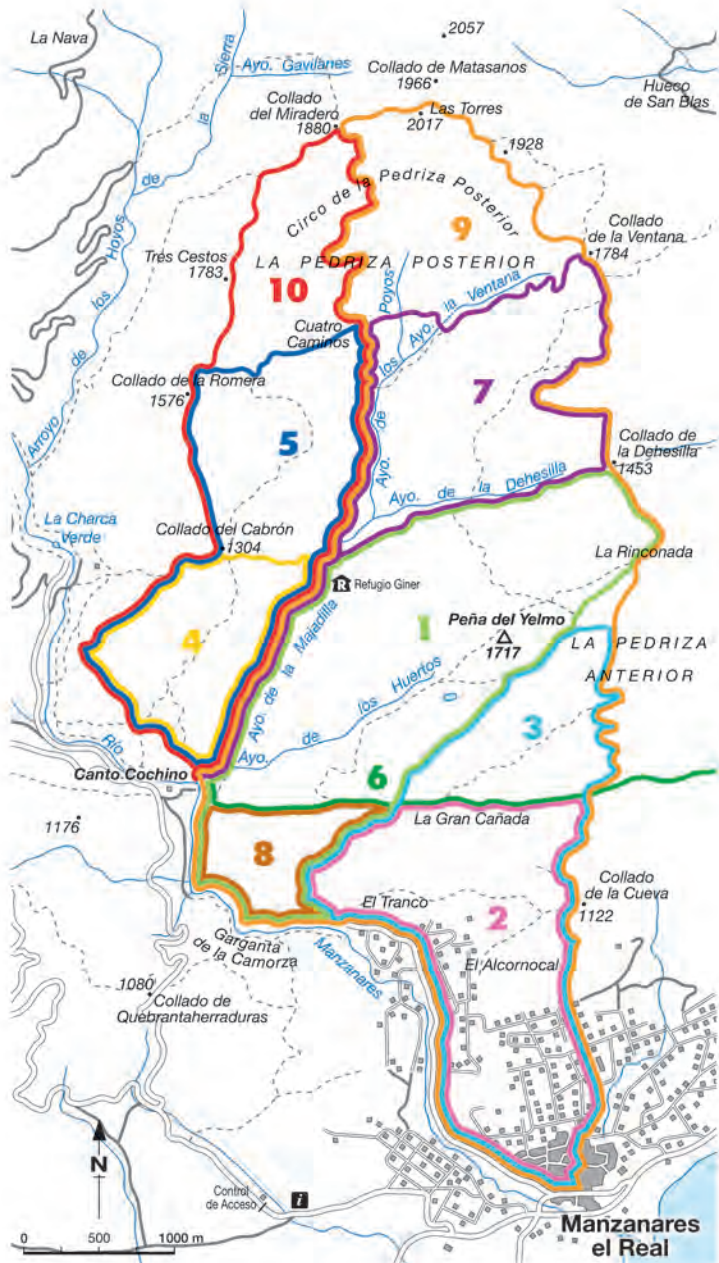 2057
La Nava
Ayo. Gavilanes
Collado de Matasanos
1966
Hueco
de San Blas
Collado
del Miradero
1880
Las Torres
2017
1928
Arroyo de los Hoyos de la Sierra
Circo de la Pedriza Posterior
9
Collado
de la Ventana
1784
Tres Cestos
1783
LA PEDRIZA POSTERIOR
10
Ayo. de los Poyos
Ayo. la Ventana
Cuatro
Caminos
7
Collado de la Romera
1576
5
Collado de
la Dehesilla
1453
Ayo. de la Dehesilla
La Charca
Verde
Collado del Cabrón
1304
La Rinconada
R
Refugio Giner
4
1
Peña del Yelmo
1717
LA PEDRIZA
ANTERIOR
Ayo. de la Majadilla
Ayo. de los Huertos
3
Río
Canto Cochino
6
1176
La Gran Cañada
8
El Tranco
2
Collado
de la Cueva
1122
Garganta
de la Camorza
Manzanares
El Alcornocal
1080
Collado de
Quebrantaherraduras
N
Control
de Acceso
i
Manzanares
el Real
0 500 1000 m